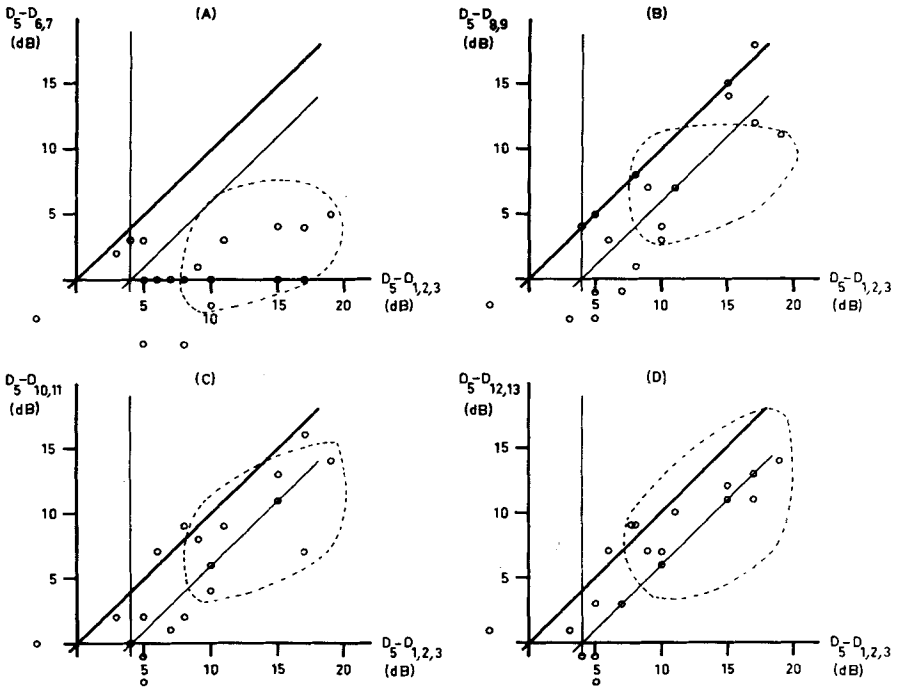 D5-D6,7 (A)
(dB)
15
10
5
5 10 15 20
D5-D1,2,3
(dB)
D5-D8,9 (B)
(dB)
15
10
5
5 10 15 20
D5-D1,2,3
(dB)
D5-D10,11 (C)
(dB)
15
10
5
5 10 15 20
D5-D1,2,3
(dB)
D5-D12,13 (D)
(dB)
15
10
5
5 10 15 20
D5-D1,2,3
(dB)